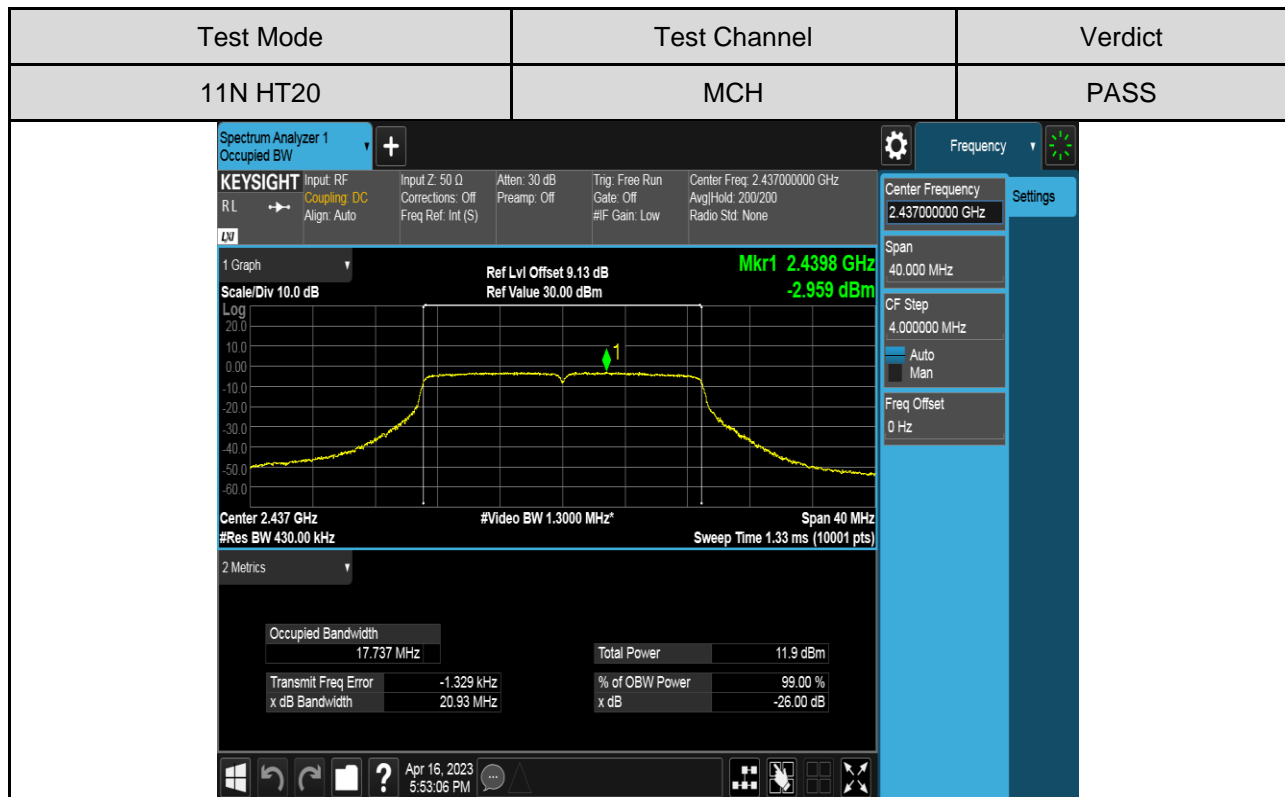 Test Mode Test Channel Verdict
11N HT20 MCH PASS
Spectrum Analyzer 1
Occupied BW
Frequency
KEYSIGHT Input: RF Input Z: 50 Ω Atten: 30 dB Trig: Free Run Center Freq: 2.437000000 GHz
RL Coupling: DC Corrections: Off Preamp: Off Gate: Off Avg|Hold: 200/200
Align: Auto Freq Ref: Int (S) #IF Gain: Low Radio Std: None
LXI
Center Frequency
2.437000000 GHz
Settings
Span
40.000 MHz
CF Step
4.000000 MHz
Auto
Man
Freq Offset
0 Hz
1 Graph
Ref Lvl Offset 9.13 dB
Mkr1 2.4398 GHz
Scale/Div 10.0 dB Ref Value 30.00 dBm -2.959 dBm
Log
20.0
10.0
0.00
-10.0
-20.0
-30.0
-40.0
-50.0
-60.0
1
Center 2.437 GHz #Video BW 1.3000 MHz* Span 40 MHz
#Res BW 430.00 kHz Sweep Time 1.33 ms (10001 pts)
2 Metrics
Occupied Bandwidth
17.737 MHz Total Power 11.9 dBm
Transmit Freq Error -1.329 kHz % of OBW Power 99.00 %
x dB Bandwidth 20.93 MHz x dB -26.00 dB
? Apr 16, 2023
5:53:06 PM